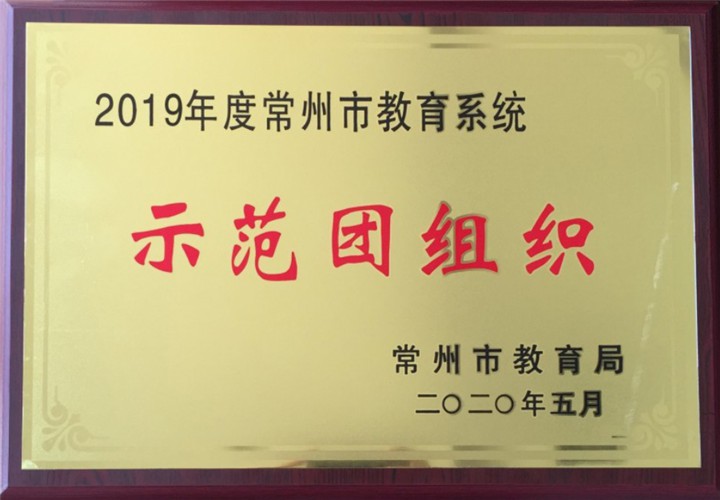 2019年度常州市教育系统
示范团组织
常州市教育局
二〇二〇年五月